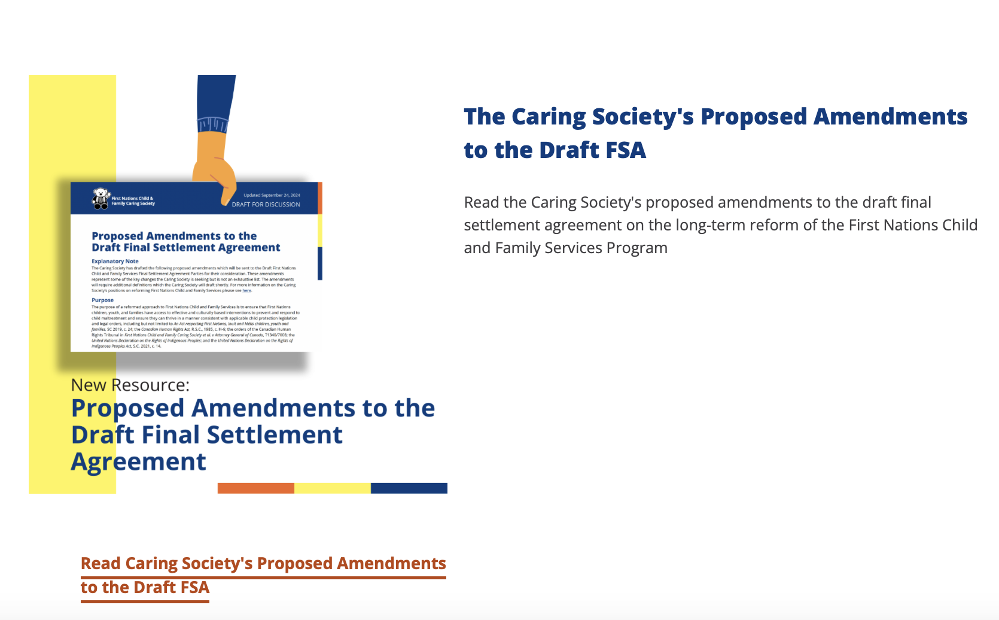 The Caring Society's Proposed Amendments
to the Draft FSA
Read the Caring Society's proposed amendments to the draft final
settlement agreement on the long-term reform of the First Nations Child
and Family Services Program
First Nations Child &
Family Caring Society
Updated September 24, 2024
DRAFT FOR DISCUSSION
Proposed Amendments to the
Draft Final Settlement Agreement
Explanatory Note
The Caring Society has drafted the following proposed amendments which will be sent to the Draft First Nations
Child and Family Services Final Settlement Agreement Parties for their consideration. These amendments
represent some of the key changes the Caring Society is seeking but is not an exhaustive list. The amendments
will require additional definitions which the Caring Society will draft shortly. For more information on the Caring
Society's positions on reforming First Nations Child and Family Services please see here.
Purpose
The purpose of a reformed approach to First Nations Child and Family Services is to ensure that First Nations
children, youth, and families have access to effective and culturally based interventions to prevent and respond to
child maltreatment and ensure they can thrive in a manner consistent with applicable child protection legislation
and legal orders, including but not limited to An Act respecting First Nations, Inuit and Métis children, youth and
families, SC 2019, c. 24; the Canadian Human Rights Act, R.S.C., 1985, c. H-6; the orders of the Canadian Human
Rights Tribunal in First Nations Child and Family Caring Society et al. v Attorney General of Canada, T1340/7008; the
United Nations Declaration on the Rights of Indigenous Peoples; and the United Nations Declaration on the Rights of
Indigenous Peoples Act, S.C. 2021, c. 14.
New Resource:
Proposed Amendments to the
Draft Final Settlement
Agreement
Read Caring Society's Proposed Amendments
to the Draft FSA